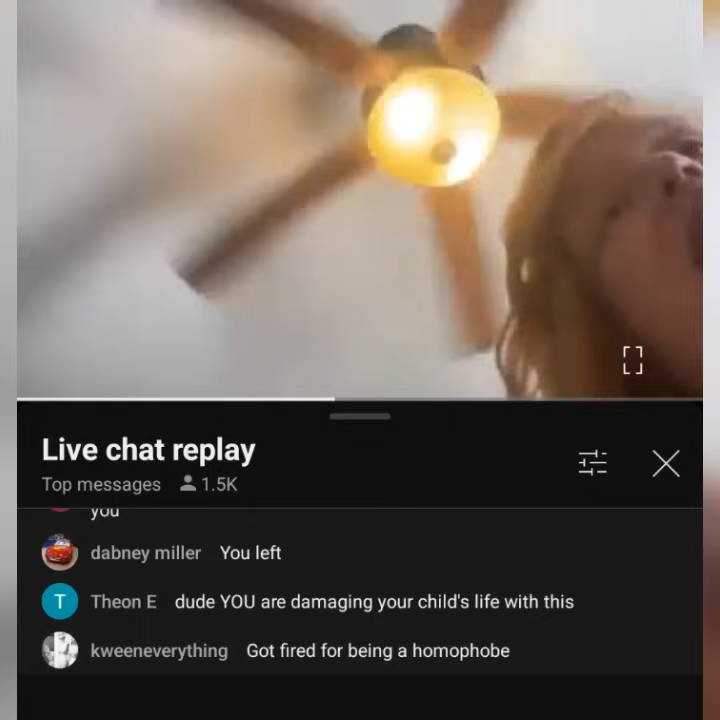 Live chat replay
Top messages 1.5K
you
dabney miller You left
T Theon E dude YOU are damaging your child's life with this
kweeneverything Got fired for being a homophobe